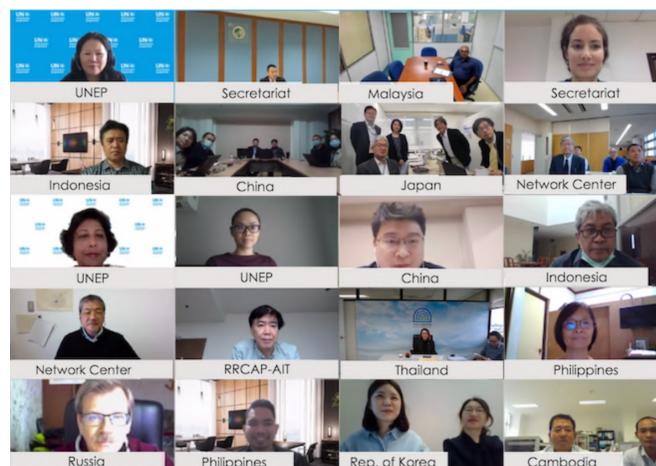 UNEP
Secretariat
Malaysia
Secretariat
Indonesia
China
Japan
Network Center
UNEP
UNEP
China
Indonesia
Network Center
RRCAP-AIT
Thailand
Philippines
Russia
Philippines
Rep. of Korea
Cambodia